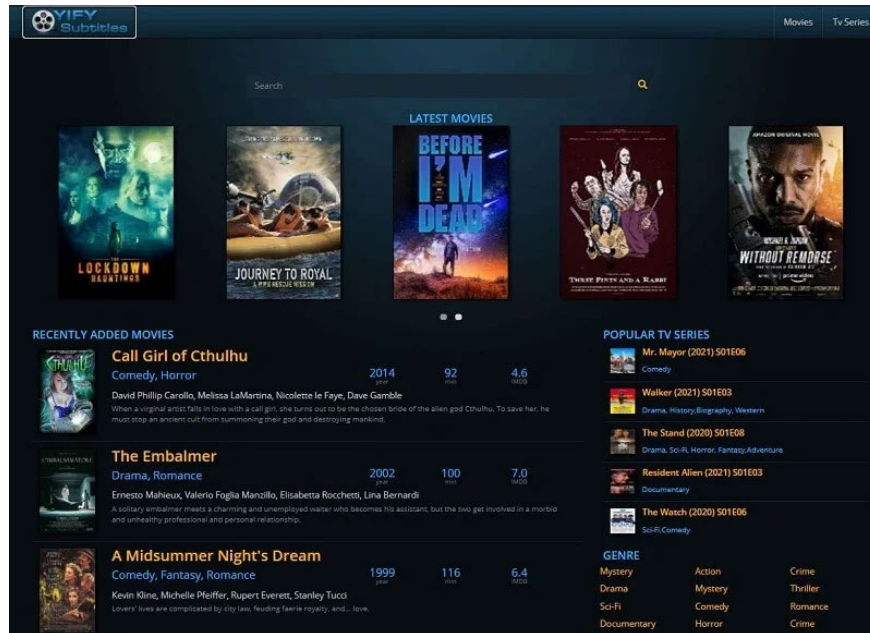 YIFY
Subtitles
Movies Tv Series
Search
LATEST MOVIES
THE
LOCKDOWN
HAUNTINGS
JOURNEY TO ROYAL
A WWII RESCUE MISSION
BEFORE
I'M
DEAD
THREE PINTS AND A RABBI
AMAZON ORIGINAL MOVIE
MICHAEL B. JORDAN
WITHOUT REMORSE
prime video
RECENTLY ADDED MOVIES
Call Girl of Cthulhu
Comedy, Horror
2014 92 4.6
year min IMDB
David Phillip Carollo, Melissa LaMartina, Nicolette le Faye, Dave Gamble
When a virginal artist falls in love with a call girl, she turns out to be the chosen bride of the alien god Cthulhu. To save her, he
must stop an ancient cult from summoning their god and destroying mankind.
The Embalmer
Drama, Romance
2002 100 7.0
year min IMDB
Ernesto Mahieux, Valerio Foglia Manzillo, Elisabetta Rocchetti, Lina Bernardi
A solitary embalmer meets a charming and unemployed waiter who becomes his assistant, but the two get involved in a morbid
and unhealthy professional and personal relationship.
A Midsummer Night's Dream
Comedy, Fantasy, Romance
1999 116 6.4
year min IMDB
Kevin Kline, Michelle Pfeiffer, Rupert Everett, Stanley Tucci
Lovers' lives are complicated by city law, feuding faerie royalty, and... love.
POPULAR TV SERIES
Mr. Mayor (2021) S01E06
Comedy
Walker (2021) S01E03
Drama, History,Biography, Western
The Stand (2020) S01E08
Drama, Sci-Fi, Horror, Fantasy,Adventure
Resident Alien (2021) S01E03
Documentary
The Watch (2020) S01E06
Sci-Fi,Comedy
GENRE
Mystery Action Crime
Drama Mystery Thriller
Sci-Fi Comedy Romance
Documentary Horror Crime